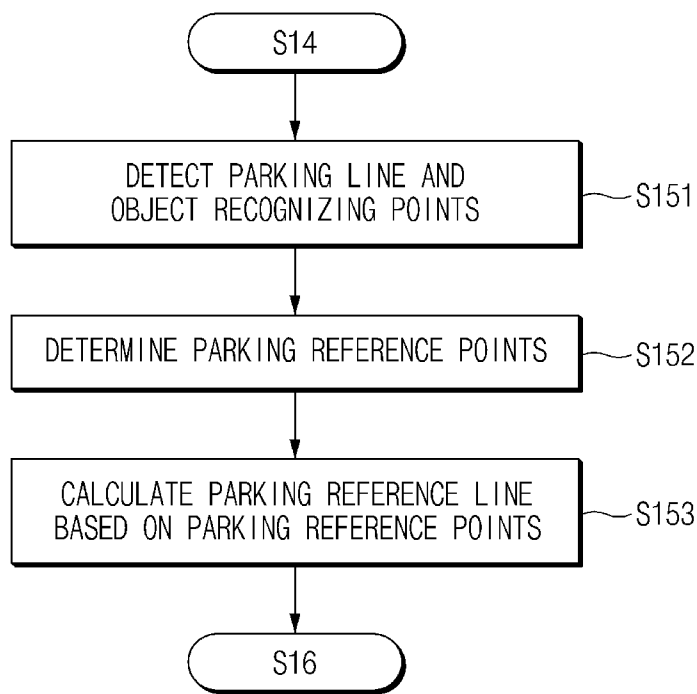 S14
DETECT PARKING LINE AND
OBJECT RECOGNIZING POINTS
S151
DETERMINE PARKING REFERENCE POINTS
S152
CALCULATE PARKING REFERENCE LINE
BASED ON PARKING REFERENCE POINTS
S153
S16